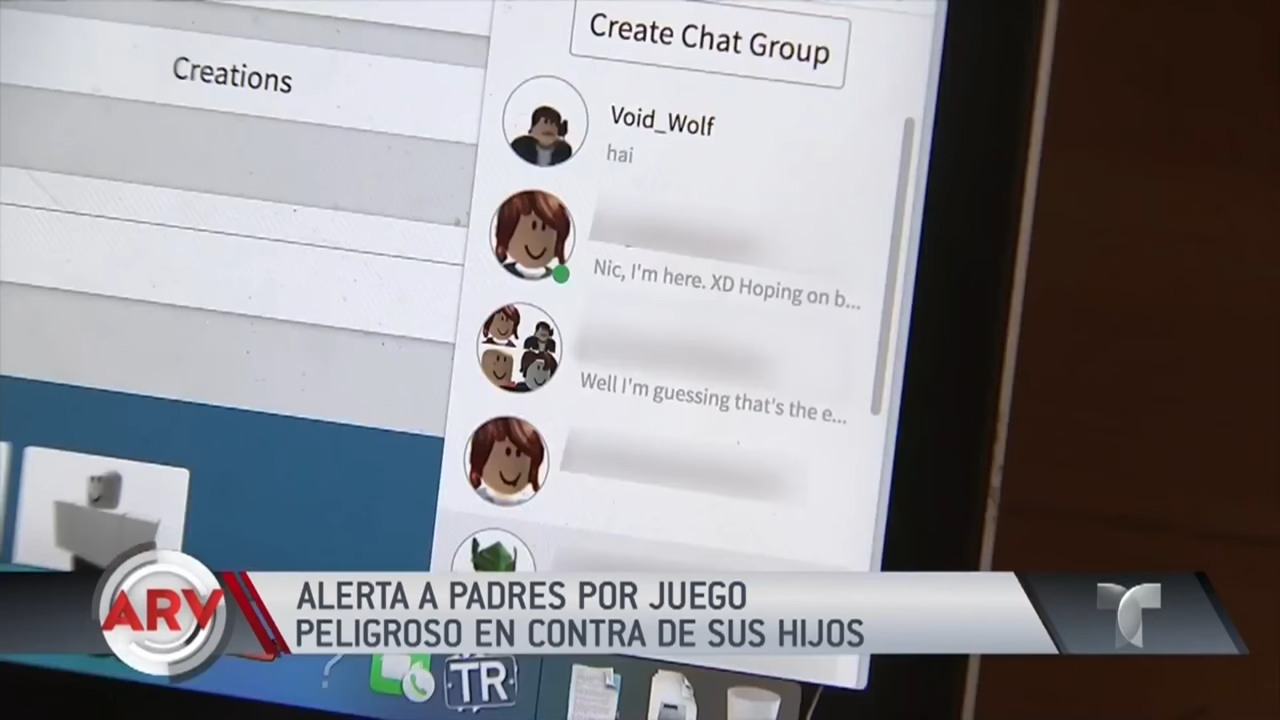 Create Chat Group
Creations
Void_Wolf
hai
Nic, I'm here. XD Hoping on b...
Well I'm guessing that's the e...
ARV
ALERTA A PADRES POR JUEGO
PELIGROSO EN CONTRA DE SUS HIJOS
T
?
TR